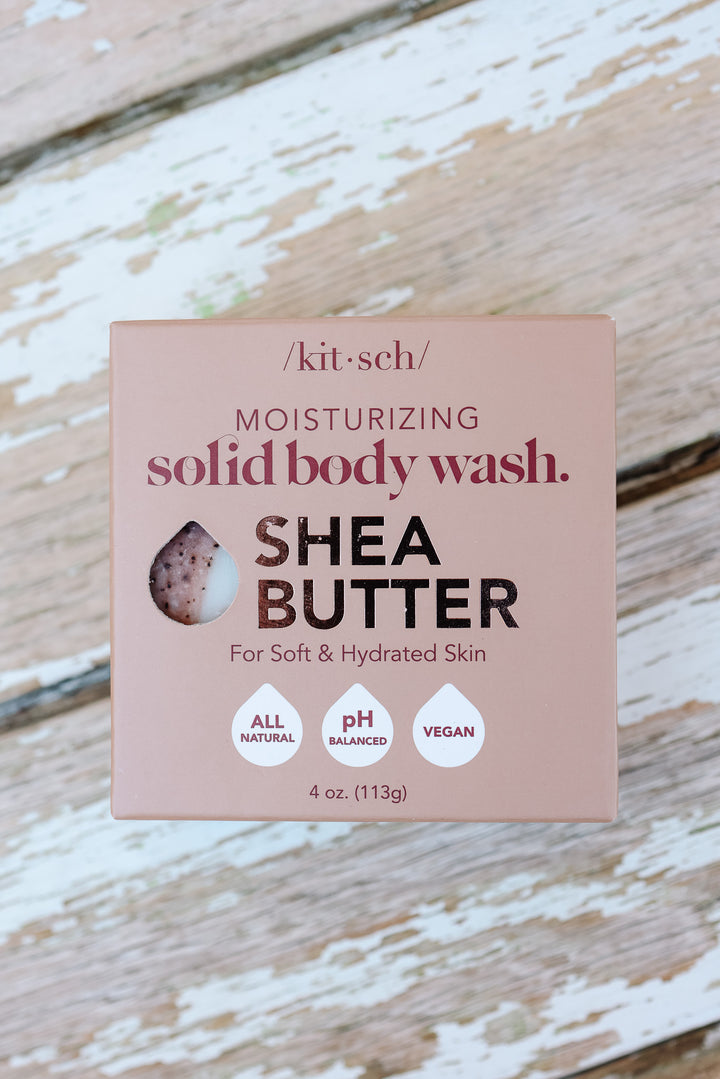 /kit·sch/
MOISTURIZING
solid body wash.
SHEA
BUTTER
For Soft & Hydrated Skin
ALL
NATURAL
pH
BALANCED
VEGAN
4 oz. (113g)